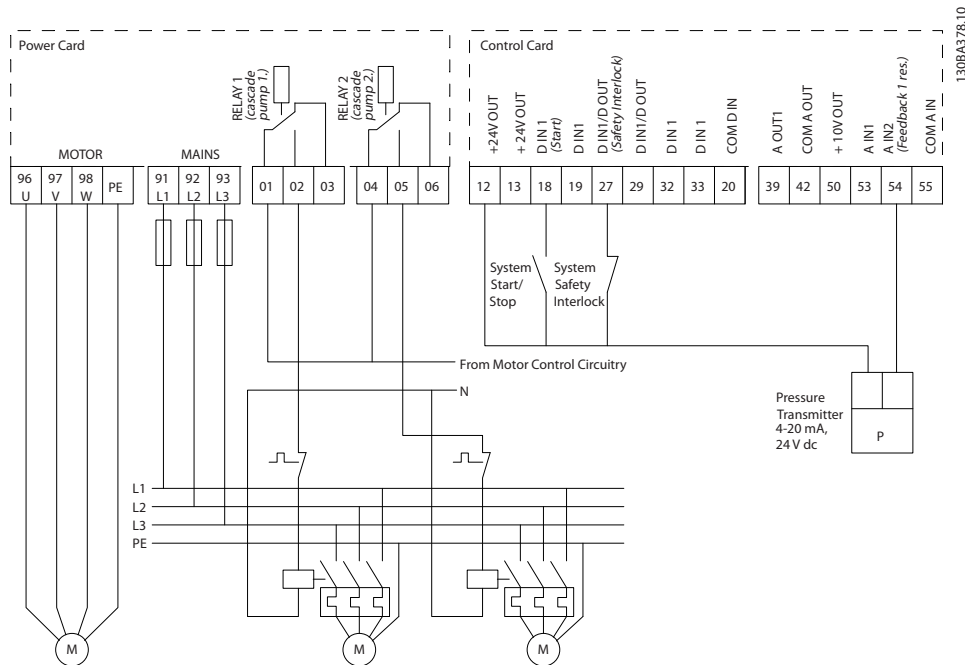 130BA378.10
Power Card
Control Card
RELAY 1
(cascade
pump 1.)
RELAY 2
(cascade
pump 2.)
+24V OUT
+ 24V OUT
D IN 1
(Start)
D IN1
D IN1/D OUT
(Safety Interlock)
D IN1/D OUT
D IN 1
D IN 1
COM D IN
A OUT1
COM A OUT
+ 10V OUT
A IN1
A IN2
(Feedback 1 res.)
COM A IN
MOTOR
MAINS
96 97 98 PE
U V W
91 92 93
L1 L2 L3
01 02 03
04 05 06
12 13 18 19 27 29 32 33 20
39 42 50 53 54 55
System
Start/
Stop
System
Safety
Interlock
From Motor Control Circuitry
N
Pressure
Transmitter
4-20 mA,
24 V dc
P
L1
L2
L3
PE
M M M